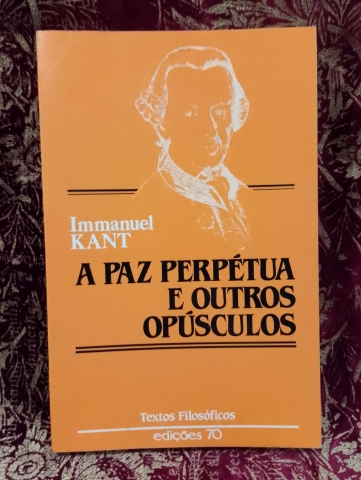 Immanuel
KANT
A PAZ PERPÉTUA
E OUTROS
OPÚSCULOS
Textos Filosóficos
edições 70